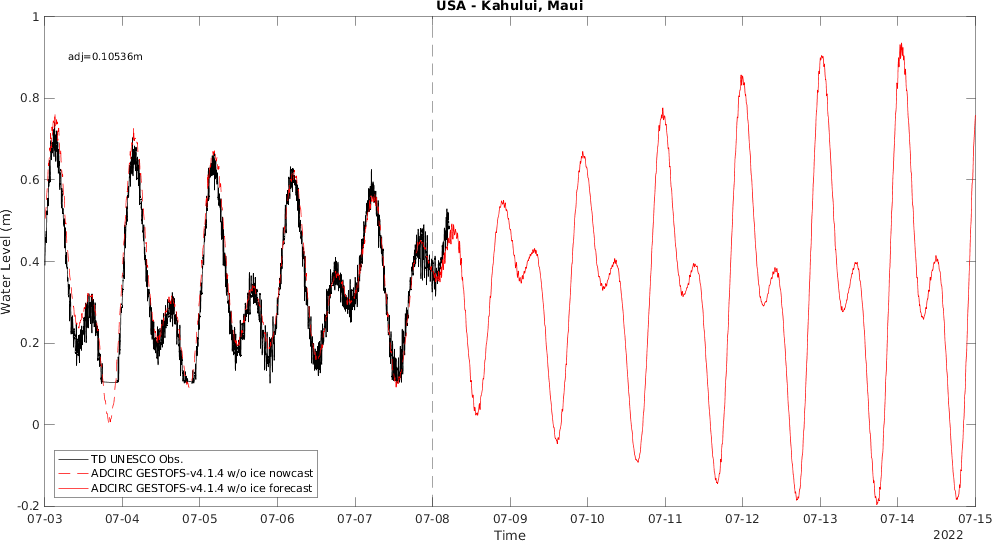 USA - Kahului, Maui
adj=0.10536m
Water Level (m)
1
0.8
0.6
0.4
0.2
0
-0.2
TD UNESCO Obs.
ADCIRC GESTOFS-v4.1.4 w/o ice nowcast
ADCIRC GESTOFS-v4.1.4 w/o ice forecast
07-03 07-04 07-05 07-06 07-07 07-08 07-09 07-10 07-11 07-12 07-13 07-14 07-15
Time
2022